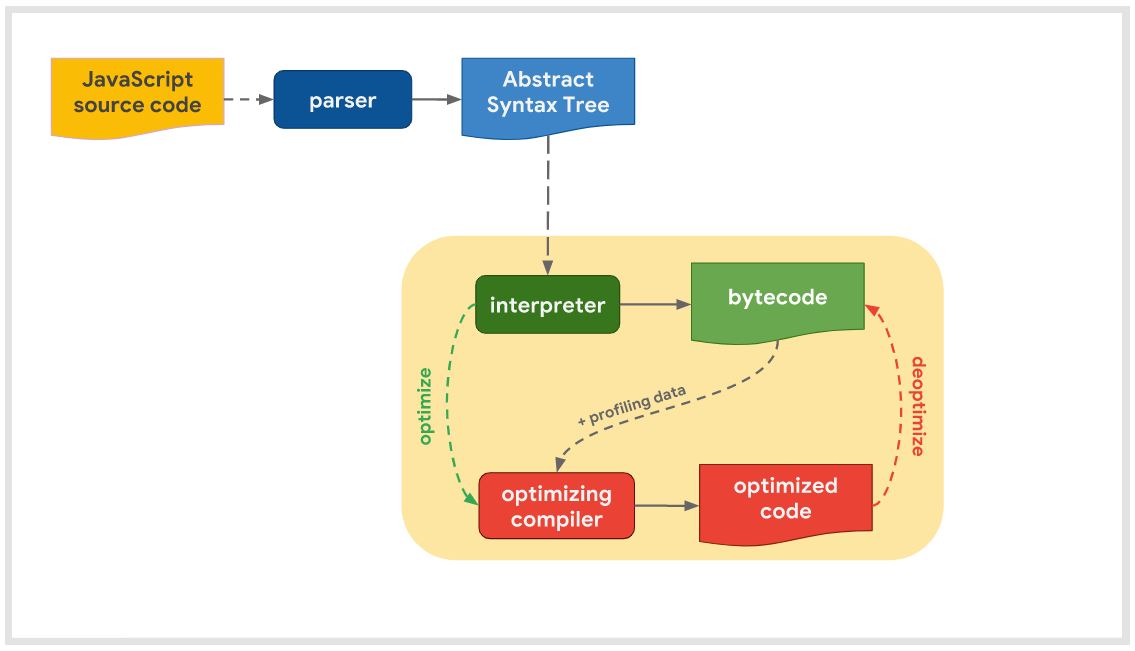 JavaScript
source code
parser
Abstract
Syntax Tree
interpreter
bytecode
optimize
+ profiling data
deoptimize
optimizing
compiler
optimized
code